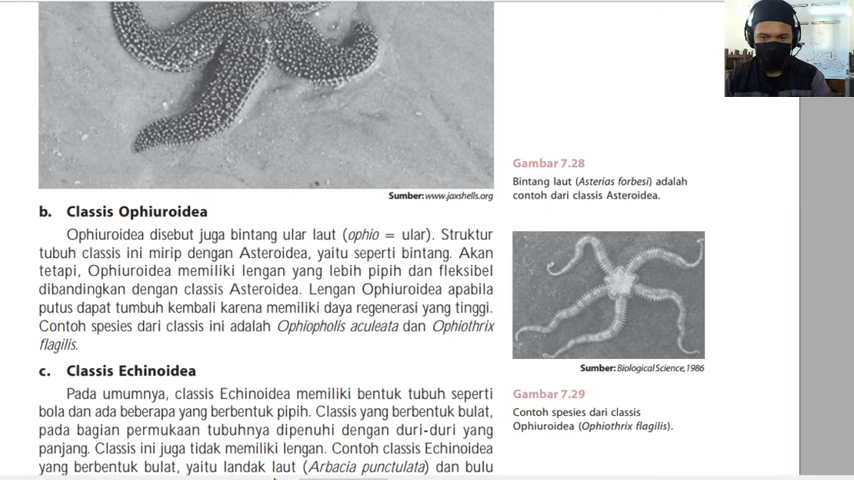 Sumber: www.jaxshells.org
Gambar 7.28
Bintang laut (Asterias forbesi) adalah
contoh dari classis Asteroidea.
b. Classis Ophiuroidea
Ophiuroidea disebut juga bintang ular laut (ophio = ular). Struktur
tubuh classis ini mirip dengan Asteroidea, yaitu seperti bintang. Akan
tetapi, Ophiuroidea memiliki lengan yang lebih pipih dan fleksibel
dibandingkan dengan classis Asteroidea. Lengan Ophiuroidea apabila
putus dapat tumbuh kembali karena memiliki daya regenerasi yang tinggi.
Contoh spesies dari classis ini adalah Ophiopholis aculeata dan Ophiothrix
flagilis.
Sumber: Biological Science, 1986
Gambar 7.29
Contoh spesies dari classis
Ophiuroidea (Ophiothrix flagilis).
c. Classis Echinoidea
Pada umumnya, classis Echinoidea memiliki bentuk tubuh seperti
bola dan ada beberapa yang berbentuk pipih. Classis yang berbentuk bulat,
pada bagian permukaan tubuhnya dipenuhi dengan duri-duri yang
panjang. Classis ini juga tidak memiliki lengan. Contoh classis Echinoidea
yang berbentuk bulat, yaitu landak laut (Arbacia punctulata) dan bulu